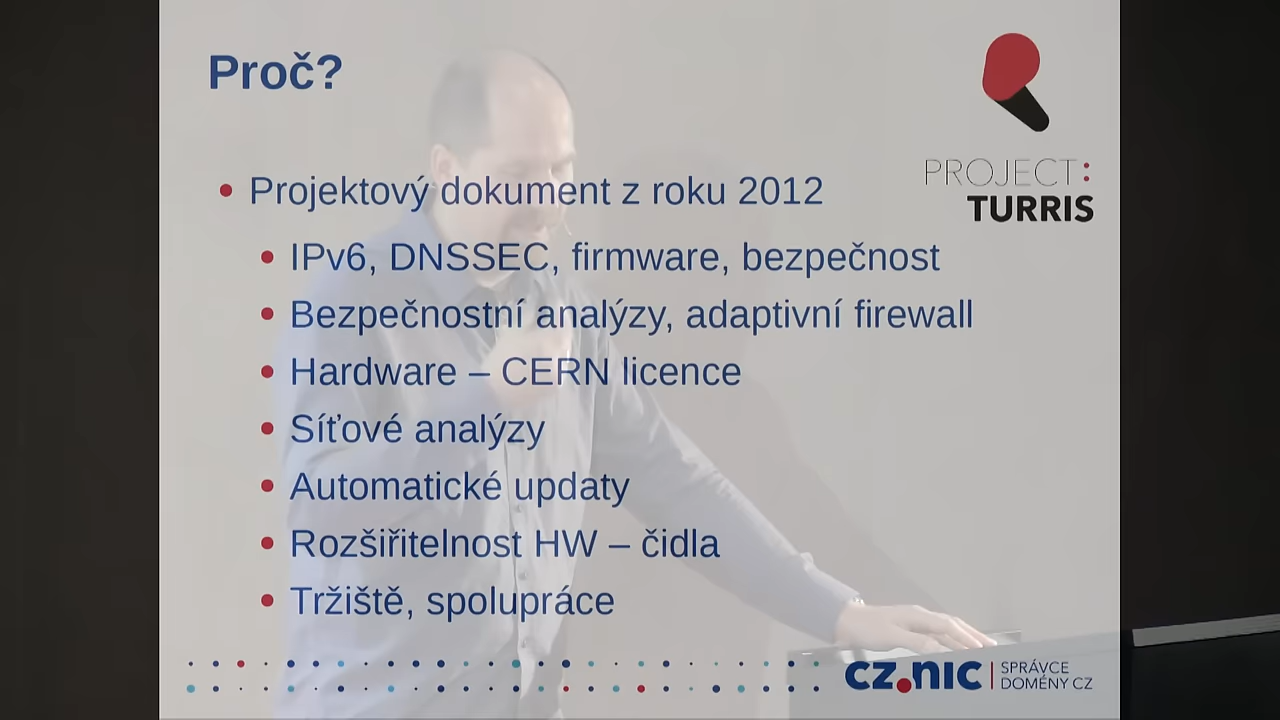 Proč?
PROJECT:
TURRIS
Projektový dokument z roku 2012
IPv6, DNSSEC, firmware, bezpečnost
Bezpečnostní analýzy, adaptivní firewall
Hardware – CERN licence
Síťové analýzy
Automatické updaty
Rozšiřitelnost HW – čidla
Tržiště, spolupráce
CZ.NIC
SPRÁVCE
DOMÉNY CZ